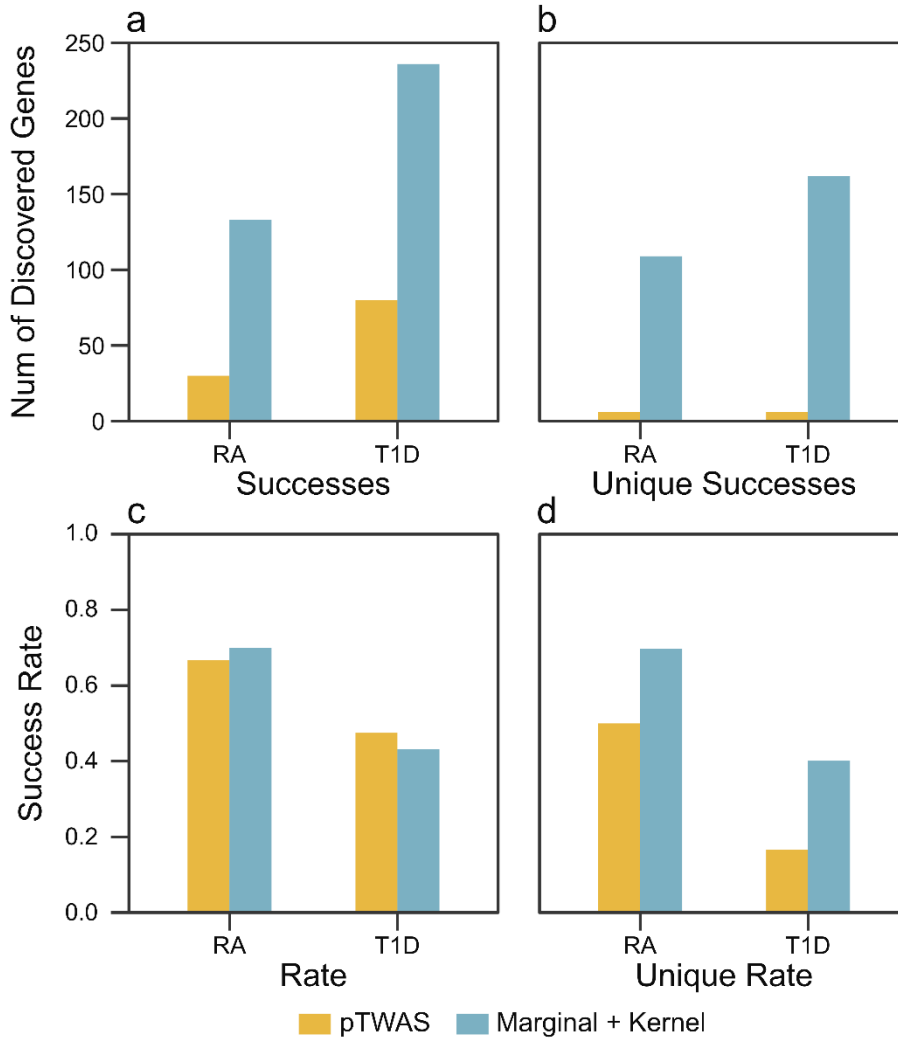 a
b
Num of Discovered Genes
250
200
150
100
50
0
RA T1D
Successes
RA T1D
Unique Successes
c
d
Success Rate
1.0
0.8
0.6
0.4
0.2
0.0
RA T1D
Rate
RA T1D
Unique Rate
pTWAS Marginal + Kernel